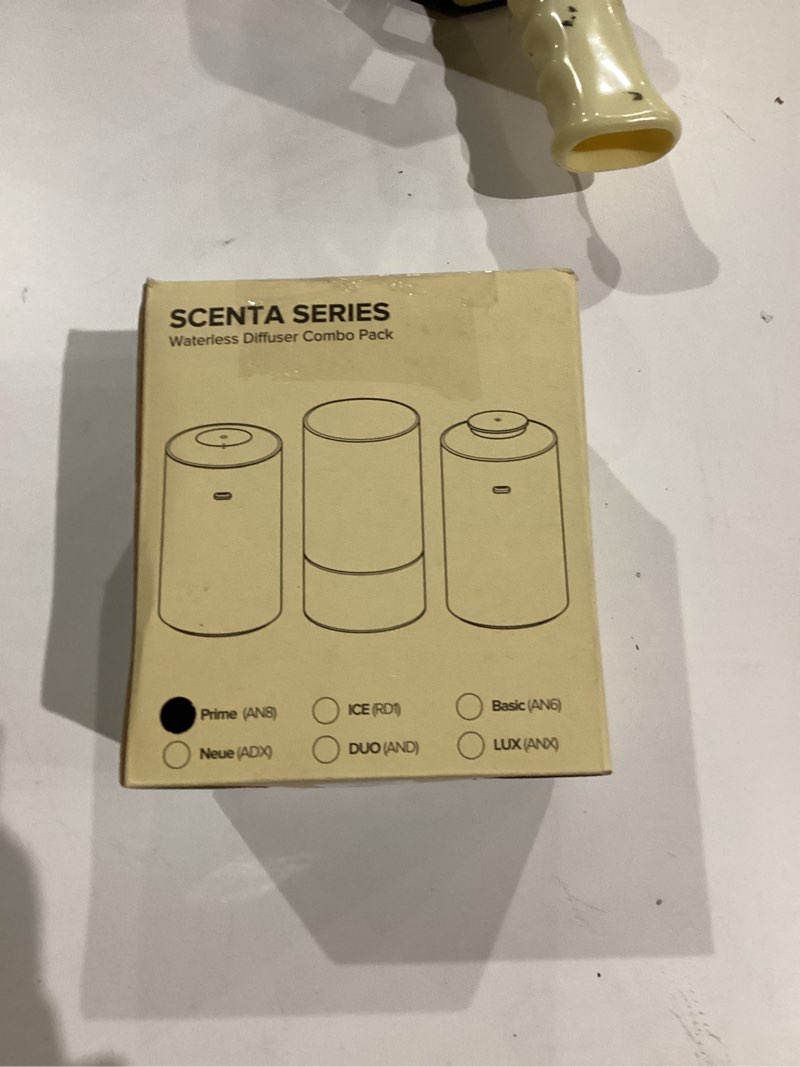 SCENTA SERIES
Waterless Diffuser Combo Pack
Prime (AN8) ICE (RD1) Basic (AN6)
Neue (ADX) DUO (AND) LUX (ANX)